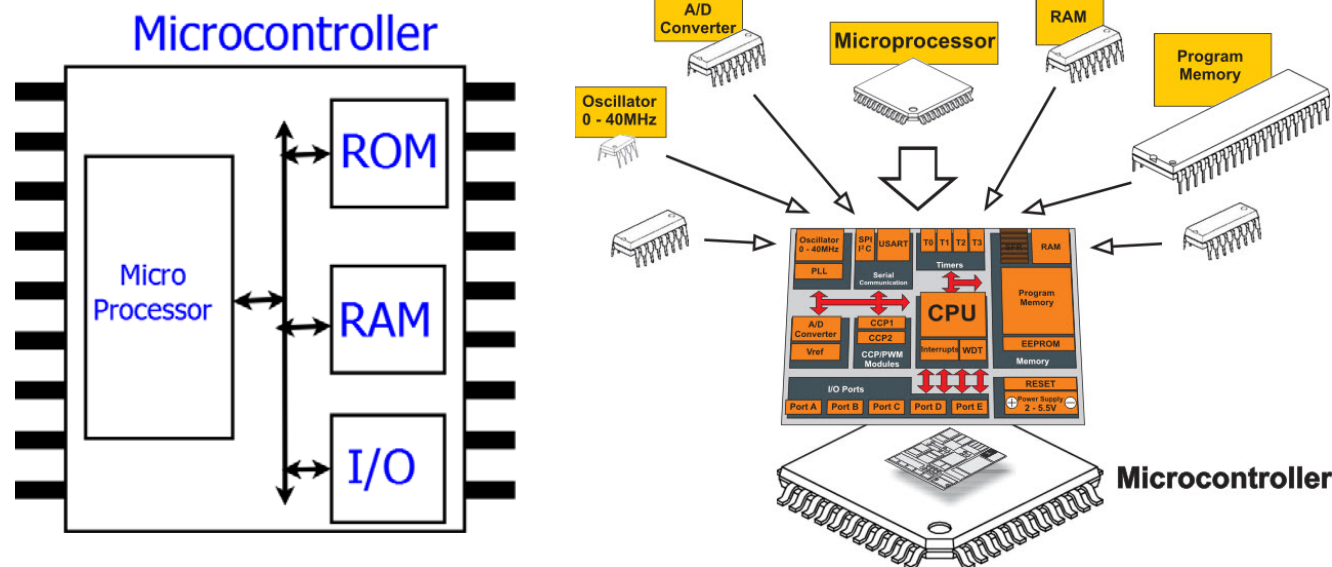 Microcontroller
ROM
Micro
Processor
RAM
I/O
A/D
Converter
Microprocessor
RAM
Program
Memory
Oscillator
0 - 40MHz
Oscillator
0 - 40MHz
PLL
SPI
I²C
USART
Serial
Communication
T0 T1 T2 T3
Timers
RAM
Program
Memory
EEPROM
Memory
CPU
Interrupts WDT
A/D
Converter
Vref
CCP1
CCP2
CCP/PWM
Modules
I/O Ports
Port A Port B Port C Port D Port E
RESET
Power Supply
2 - 5.5V
Microcontroller